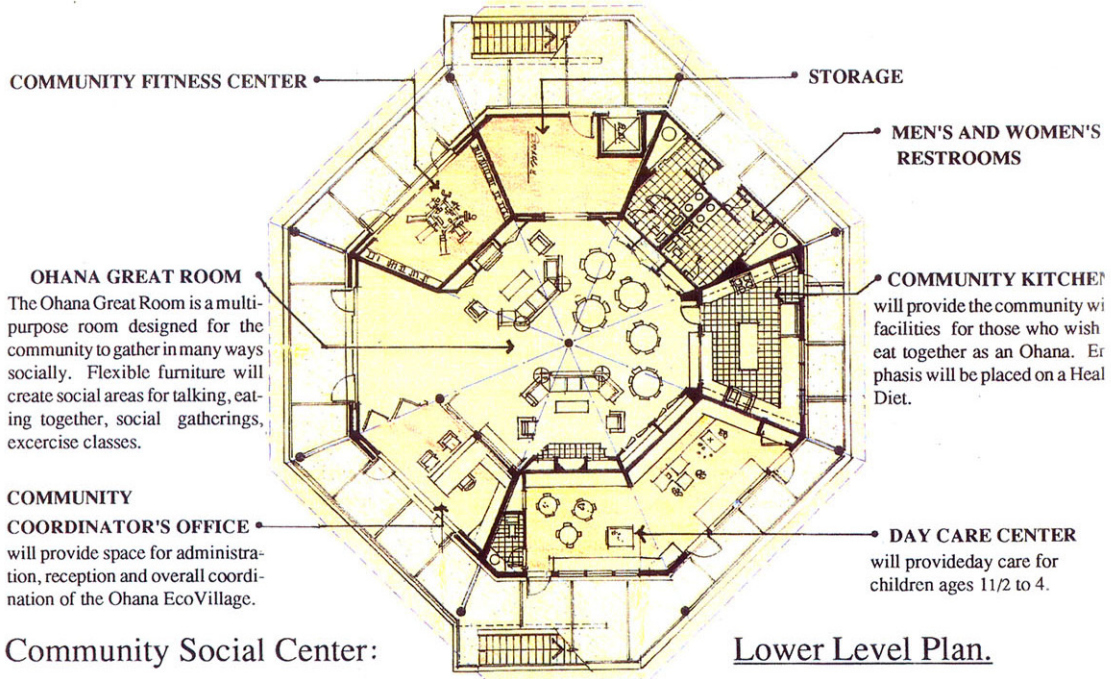 COMMUNITY FITNESS CENTER
STORAGE
MEN'S AND WOMEN'S
RESTROOMS
OHANA GREAT ROOM
The Ohana Great Room is a multi-
purpose room designed for the
community to gather in many ways
socially. Flexible furniture will
create social areas for talking, eat-
ing together, social gatherings,
excercise classes.
COMMUNITY KITCHEN
will provide the community wi
facilities for those who wish
eat together as an Ohana. Em
phasis will be placed on a Heal
Diet.
COMMUNITY
COORDINATOR'S OFFICE
will provide space for administra-
tion, reception and overall coordi-
nation of the Ohana EcoVillage.
DAY CARE CENTER
will provideday care for
children ages 11/2 to 4.
Community Social Center:
Lower Level Plan.